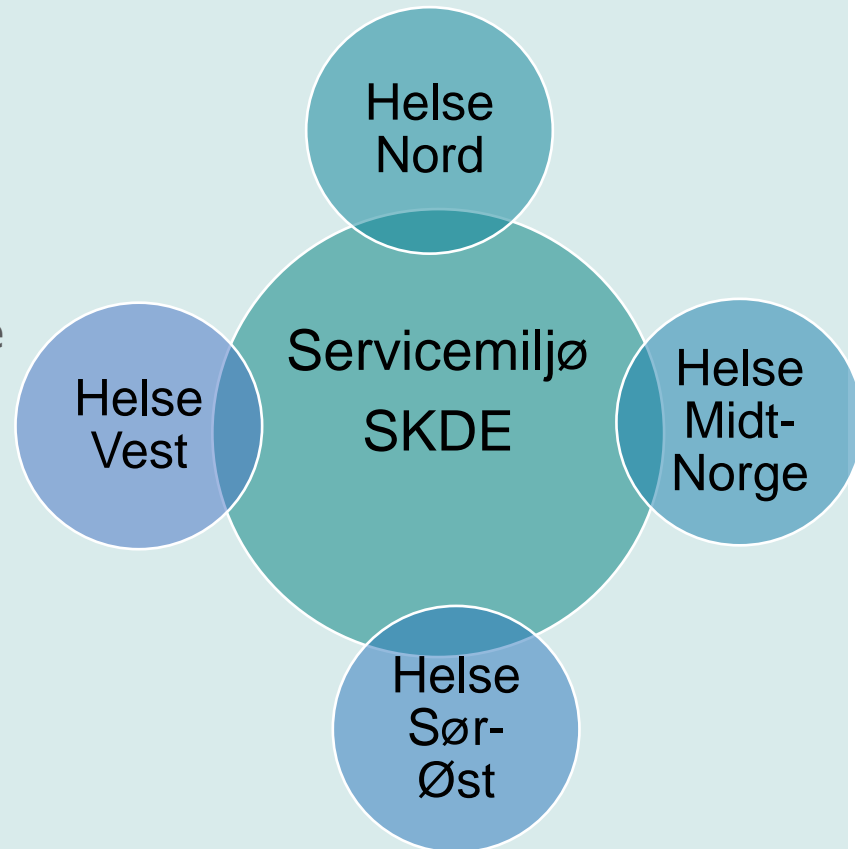 Helse
Nord
Servicemiljø
SKDE
Helse
Vest
Helse
Midt-
Norge
Helse
Sør-
Øst